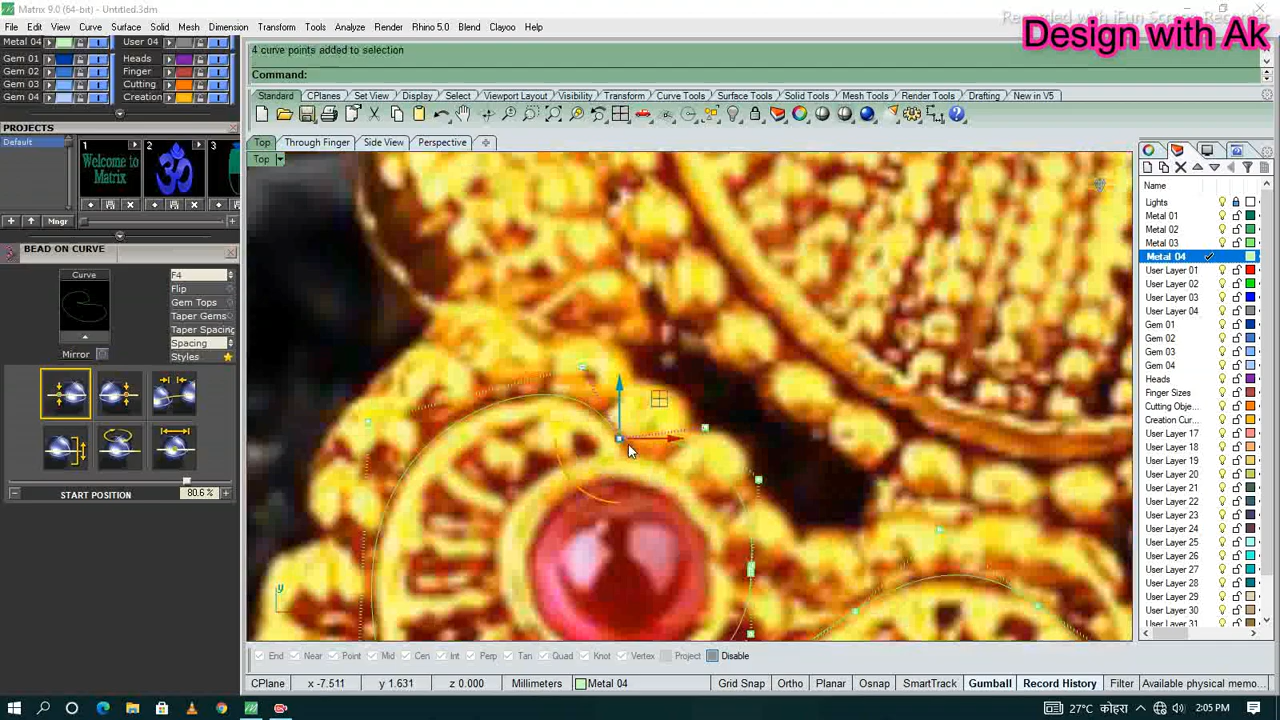 Matrix 9.0 (64-bit) - Untitled.3dm
Recorded with iFun Screen Recorder
Design with Ak
File Edit View Curve Surface Solid Mesh Dimension Transform Tools Analyze Render Rhino 5.0 Blend Clayoo Help
Metal 04 User 04
Gem 01 Heads
Gem 02 Finger
Gem 03 Cutting
Gem 04 Creation
4 curve points added to selection
Command:
Standard CPlanes Set View Display Select Viewport Layout Visibility Transform Curve Tools Surface Tools Solid Tools Mesh Tools Render Tools Drafting New in V5
PROJECTS
Default
1 2 3
Welcome to Matrix
Mngr
Top Through Finger Side View Perspective
Top
BEAD ON CURVE
Curve
F4
Flip
Gem Tops
Taper Gems
Taper Spacing
Spacing
Mirror
Styles
START POSITION 80.6 %
y
Name
Lights
Metal 01
Metal 02
Metal 03
Metal 04
User Layer 01
User Layer 02
User Layer 03
User Layer 04
Gem 01
Gem 02
Gem 03
Gem 04
Heads
Finger Sizes
Cutting Obje...
Creation Cur...
User Layer 17
User Layer 18
User Layer 19
User Layer 20
User Layer 21
User Layer 22
User Layer 23
User Layer 24
User Layer 25
User Layer 26
User Layer 27
User Layer 28
User Layer 29
User Layer 30
User Layer 31
End Near Point Mid Cen Int Perp Tan Quad Knot Vertex Project Disable
CPlane x -7.511 y 1.631 z 0.000 Millimeters Metal 04 Grid Snap Ortho Planar Osnap SmartTrack Gumball Record History Filter Available physical memo...
27°C कोहरा 2:05 PM